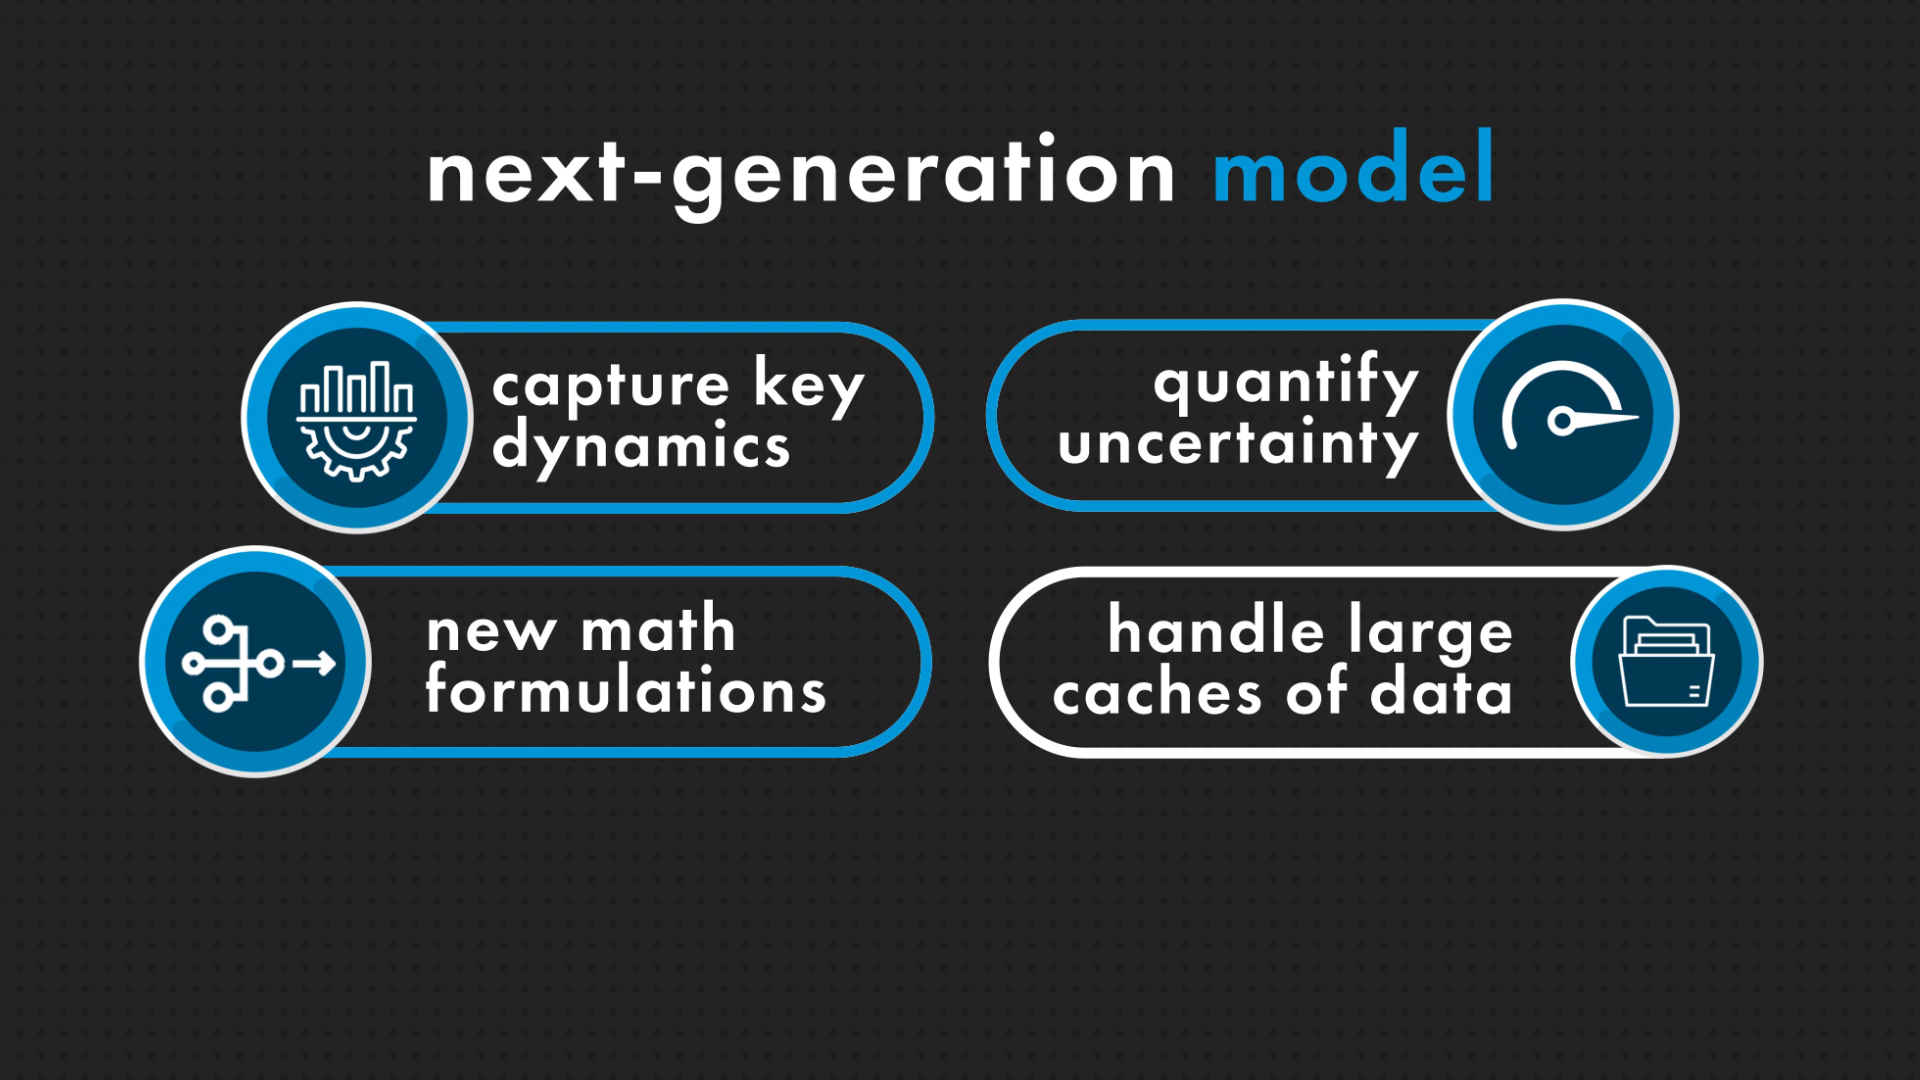 next-generation model
capture key
dynamics
quantify
uncertainty
new math
formulations
handle large
caches of data